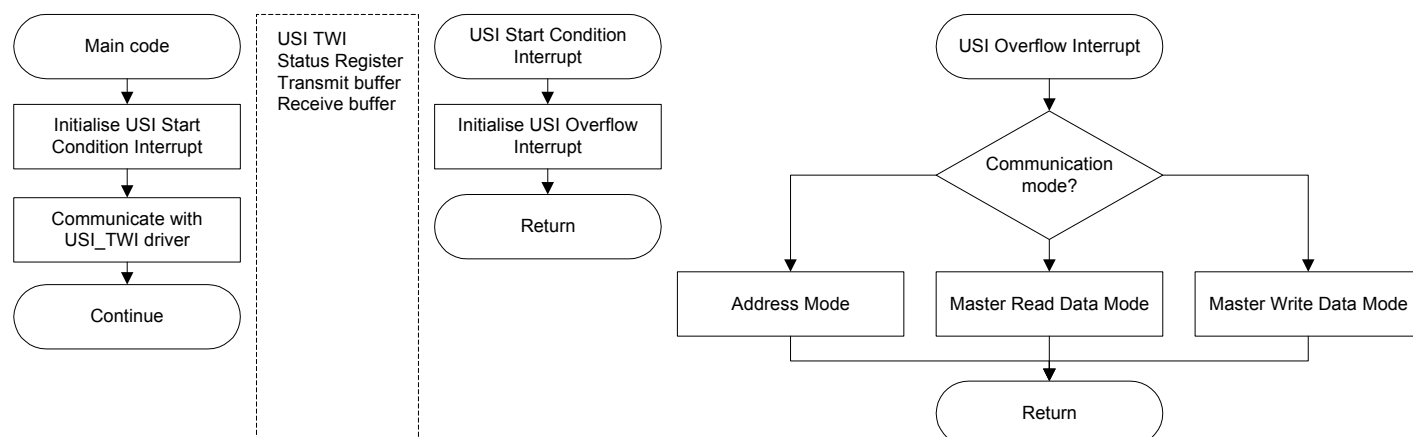 Main code
Initialise USI Start
Condition Interrupt
Communicate with
USI_TWI driver
Continue
USI TWI
Status Register
Transmit buffer
Receive buffer
USI Start Condition
Interrupt
Initialise USI Overflow
Interrupt
Return
USI Overflow Interrupt
Communication
mode?
Address Mode
Master Read Data Mode
Master Write Data Mode
Return